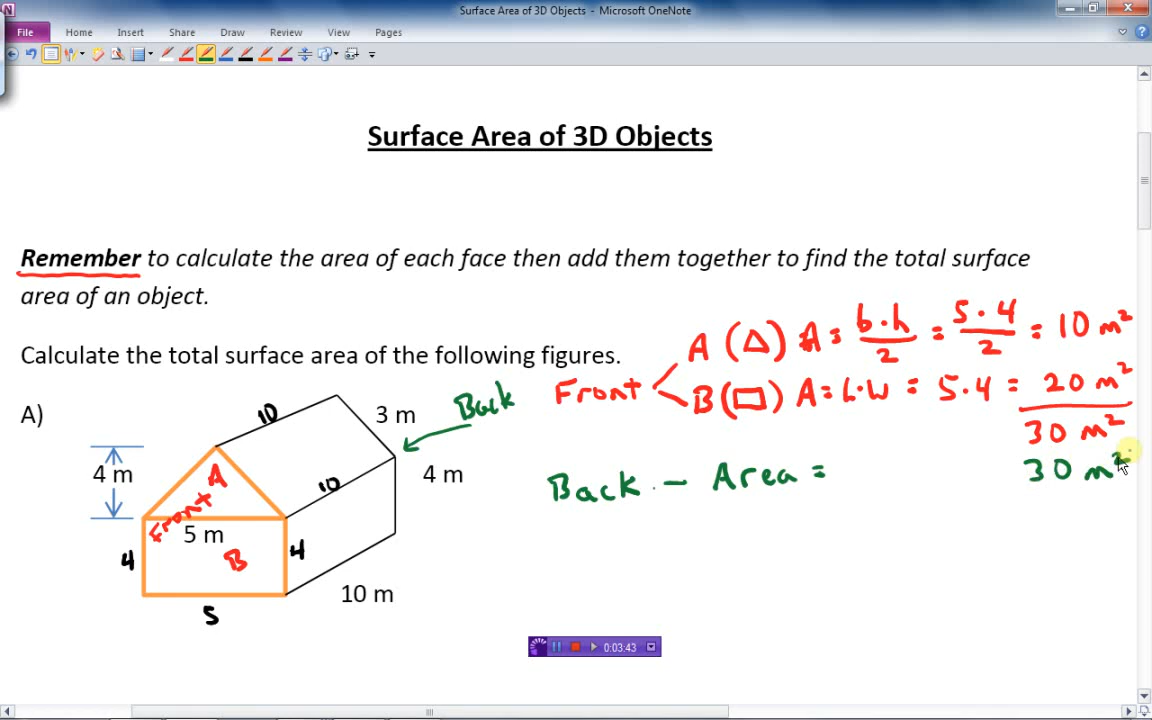 Surface Area of 3D Objects - Microsoft OneNote
File Home Insert Share Draw Review View Pages
Surface Area of 3D Objects
Remember to calculate the area of each face then add them together to find the total surface
area of an object.
Calculate the total surface area of the following figures.
A)
Front
A (△) A = b·h/2 = 5·4/2 = 10 m²
B (□) A = L·W = 5·4 = 20 m²
30 m²
Back - Area = 30 m²
Back
10
3 m
4 m
A
10
4 m
Front
5 m
4
B
4
10 m
5
0:03:43